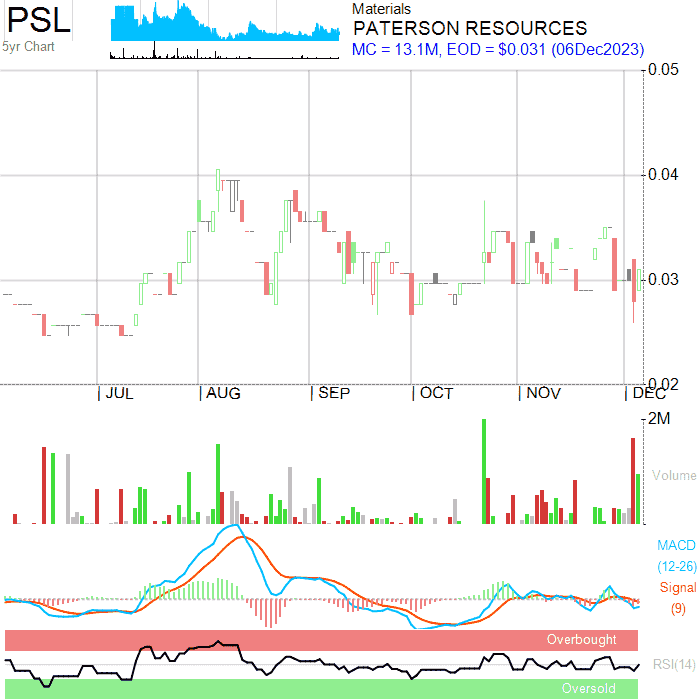 PSL
5yr Chart
Materials
PATERSON RESOURCES
MC = 13.1M, EOD = $0.031 (06Dec2023)
0.05
0.04
0.03
0.02
JUL
AUG
SEP
OCT
NOV
DEC
2M
Volume
MACD
(12-26)
Signal
(9)
Overbought
RSI(14)
Oversold